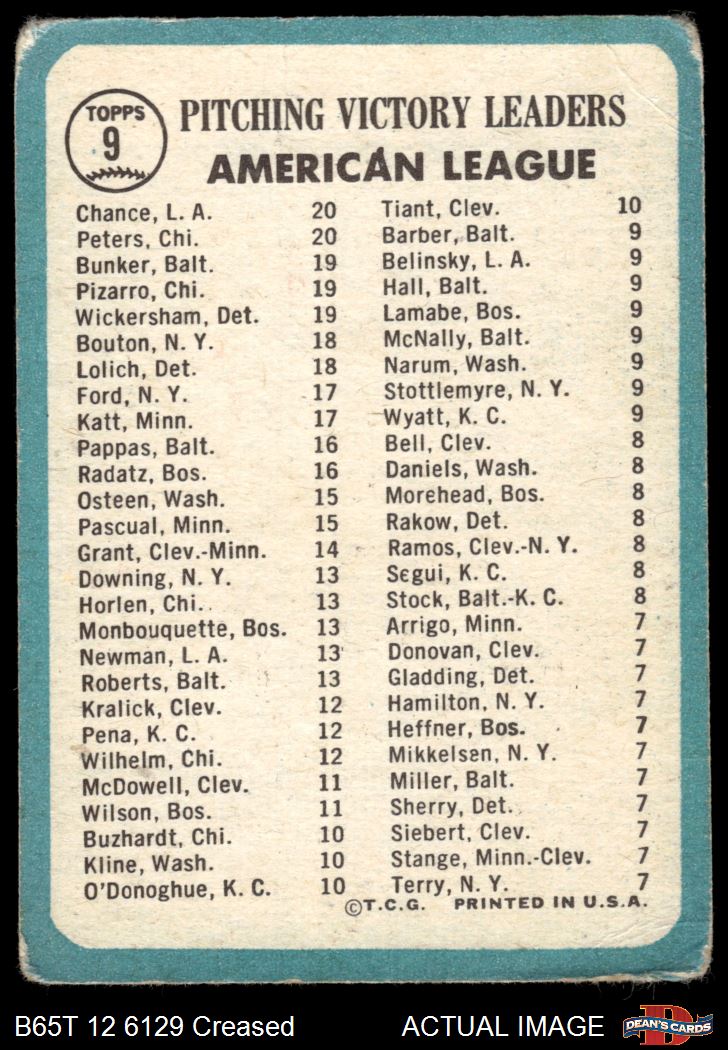 TOPPS
9
PITCHING VICTORY LEADERS
AMERICAN LEAGUE
Chance, L. A. 20
Peters, Chi. 20
Bunker, Balt. 19
Pizarro, Chi. 19
Wickersham, Det. 19
Bouton, N. Y. 18
Lolich, Det. 18
Ford, N. Y. 17
Katt, Minn. 17
Pappas, Balt. 16
Radatz, Bos. 16
Osteen, Wash. 15
Pascual, Minn. 15
Grant, Clev.-Minn. 14
Downing, N. Y. 13
Horlen, Chi. 13
Monbouquette, Bos. 13
Newman, L. A. 13
Roberts, Balt. 13
Kralick, Clev. 12
Pena, K. C. 12
Wilhelm, Chi. 12
McDowell, Clev. 11
Wilson, Bos. 11
Buzhardt, Chi. 10
Kline, Wash. 10
O'Donoghue, K. C. 10
Tiant, Clev. 10
Barber, Balt. 9
Belinsky, L. A. 9
Hall, Balt. 9
Lamabe, Bos. 9
McNally, Balt. 9
Narum, Wash. 9
Stottlemyre, N. Y. 9
Wyatt, K. C. 9
Bell, Clev. 8
Daniels, Wash. 8
Morehead, Bos. 8
Rakow, Det. 8
Ramos, Clev.-N. Y. 8
Segui, K. C. 8
Stock, Balt.-K. C. 8
Arrigo, Minn. 7
Donovan, Clev. 7
Gladding, Det. 7
Hamilton, N. Y. 7
Heffner, Bos. 7
Mikkelsen, N. Y. 7
Miller, Balt. 7
Sherry, Det. 7
Siebert, Clev. 7
Stange, Minn.-Clev. 7
Terry, N. Y. 7
©T.C.G. PRINTED IN U.S.A.
B65T 12 6129 Creased
ACTUAL IMAGE
D
DEAN'S CARDS